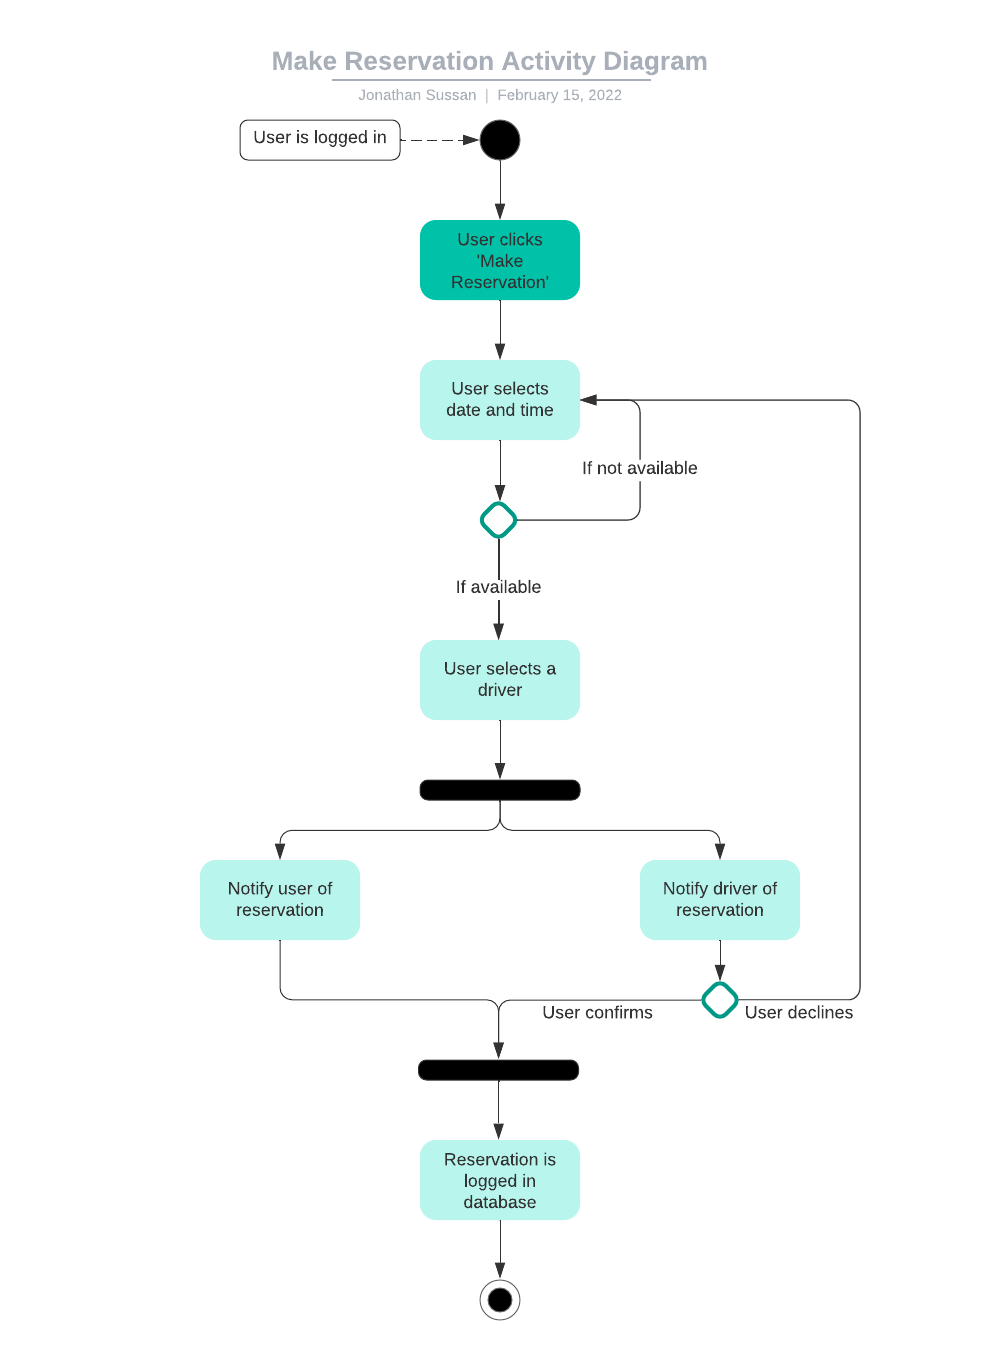 Make Reservation Activity Diagram
Jonathan Sussan | February 15, 2022
User is logged in
User clicks
'Make
Reservation'
User selects
date and time
If not available
If available
User selects a
driver
Notify user of
reservation
Notify driver of
reservation
User confirms
User declines
Reservation is
logged in
database